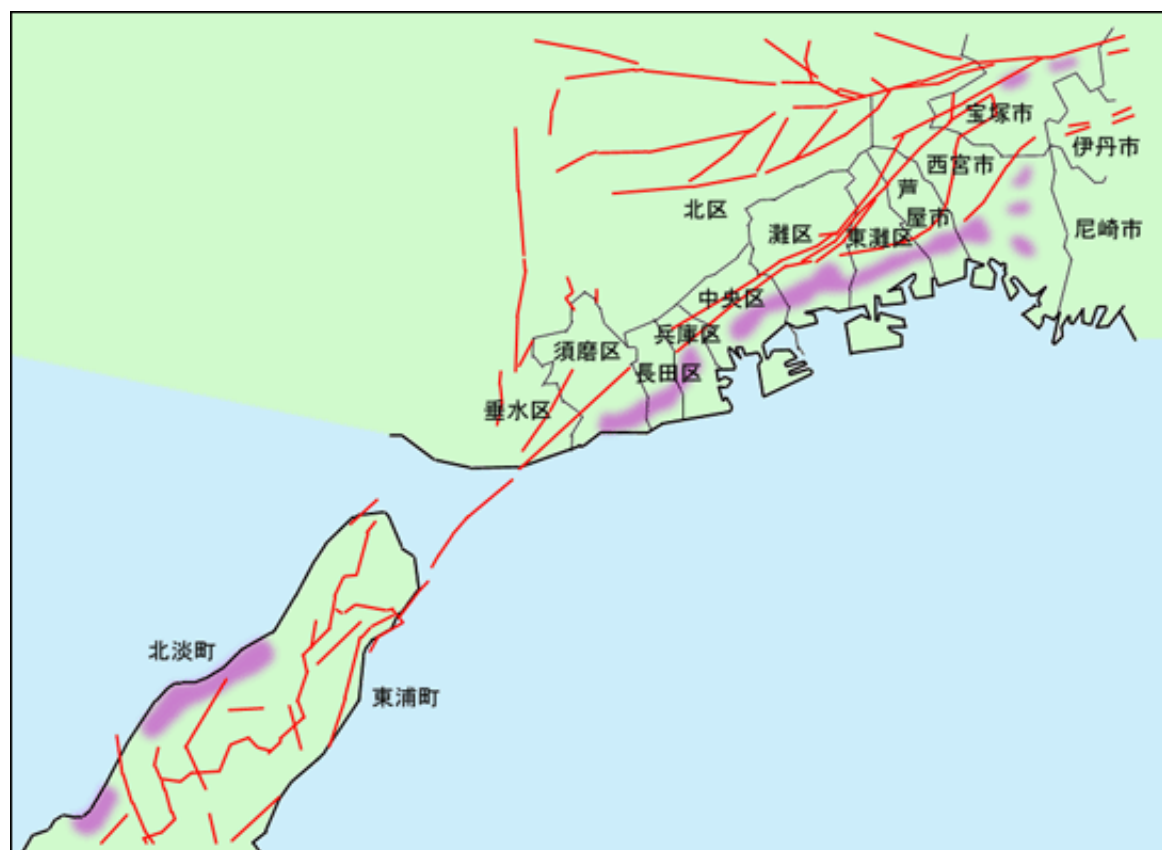 宝塚市
伊丹市
西宮市
芦
屋市
北区
尼崎市
灘区
東灘区
中央区
兵庫区
須磨区
長田区
垂水区
北淡町
東浦町